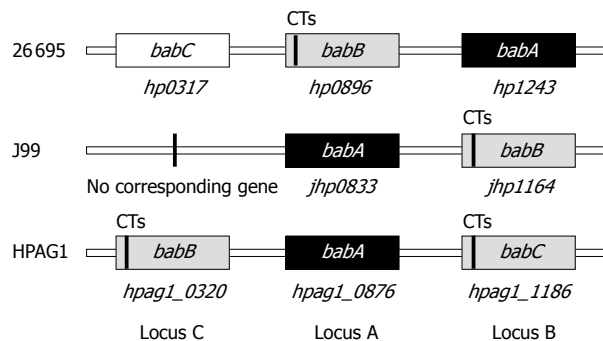 CTs
26695 babC babB babA
hp0317 hp0896 hp1243
CTs
J99 babA babB
No corresponding gene jhp0833 jhp1164
CTs CTs
HPAG1 babB babA babC
hpag1_0320 hpag1_0876 hpag1_1186
Locus C Locus A Locus B